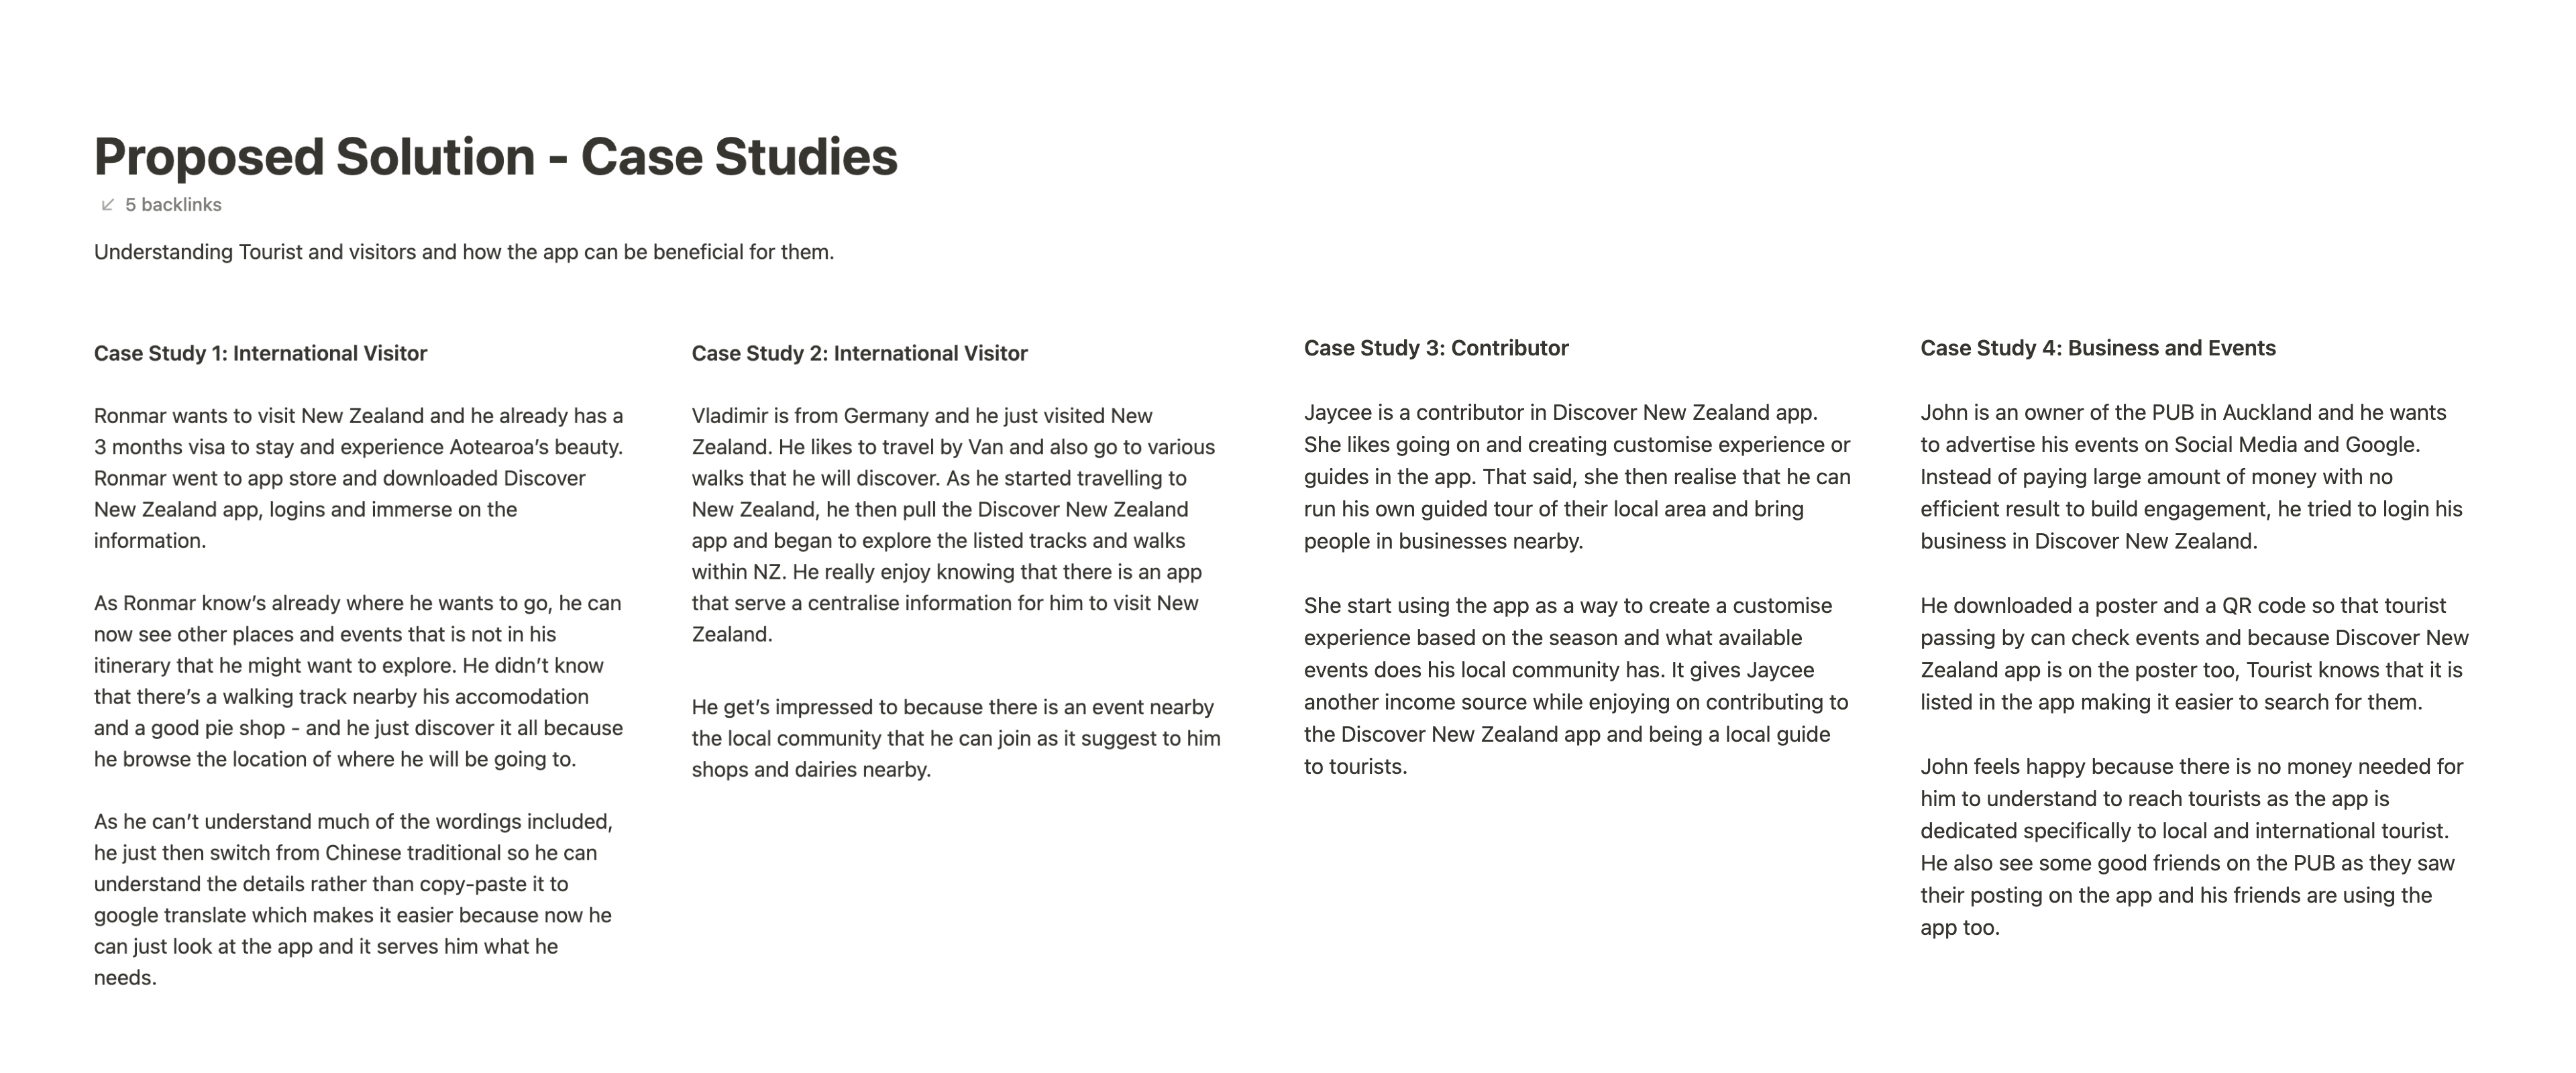 Proposed Solution - Case Studies
5 backlinks
Understanding Tourist and visitors and how the app can be beneficial for them.
Case Study 1: International Visitor
Ronmar wants to visit New Zealand and he already has a
3 months visa to stay and experience Aotearoa’s beauty.
Ronmar went to app store and downloaded Discover
New Zealand app, logins and immerse on the
information.
As Ronmar know’s already where he wants to go, he can
now see other places and events that is not in his
itinerary that he might want to explore. He didn’t know
that there’s a walking track nearby his accomodation
and a good pie shop - and he just discover it all because
he browse the location of where he will be going to.
As he can’t understand much of the wordings included,
he just then switch from Chinese traditional so he can
understand the details rather than copy-paste it to
google translate which makes it easier because now he
can just look at the app and it serves him what he
needs.
Case Study 2: International Visitor
Vladimir is from Germany and he just visited New
Zealand. He likes to travel by Van and also go to various
walks that he will discover. As he started travelling to
New Zealand, he then pull the Discover New Zealand
app and began to explore the listed tracks and walks
within NZ. He really enjoy knowing that there is an app
that serve a centralise information for him to visit New
Zealand.
He get’s impressed to because there is an event nearby
the local community that he can join as it suggest to him
shops and dairies nearby.
Case Study 3: Contributor
Jaycee is a contributor in Discover New Zealand app.
She likes going on and creating customise experience or
guides in the app. That said, she then realise that he can
run his own guided tour of their local area and bring
people in businesses nearby.
She start using the app as a way to create a customise
experience based on the season and what available
events does his local community has. It gives Jaycee
another income source while enjoying on contributing to
the Discover New Zealand app and being a local guide
to tourists.
Case Study 4: Business and Events
John is an owner of the PUB in Auckland and he wants
to advertise his events on Social Media and Google.
Instead of paying large amount of money with no
efficient result to build engagement, he tried to login his
business in Discover New Zealand.
He downloaded a poster and a QR code so that tourist
passing by can check events and because Discover New
Zealand app is on the poster too, Tourist knows that it is
listed in the app making it easier to search for them.
John feels happy because there is no money needed for
him to understand to reach tourists as the app is
dedicated specifically to local and international tourist.
He also see some good friends on the PUB as they saw
their posting on the app and his friends are using the
app too.